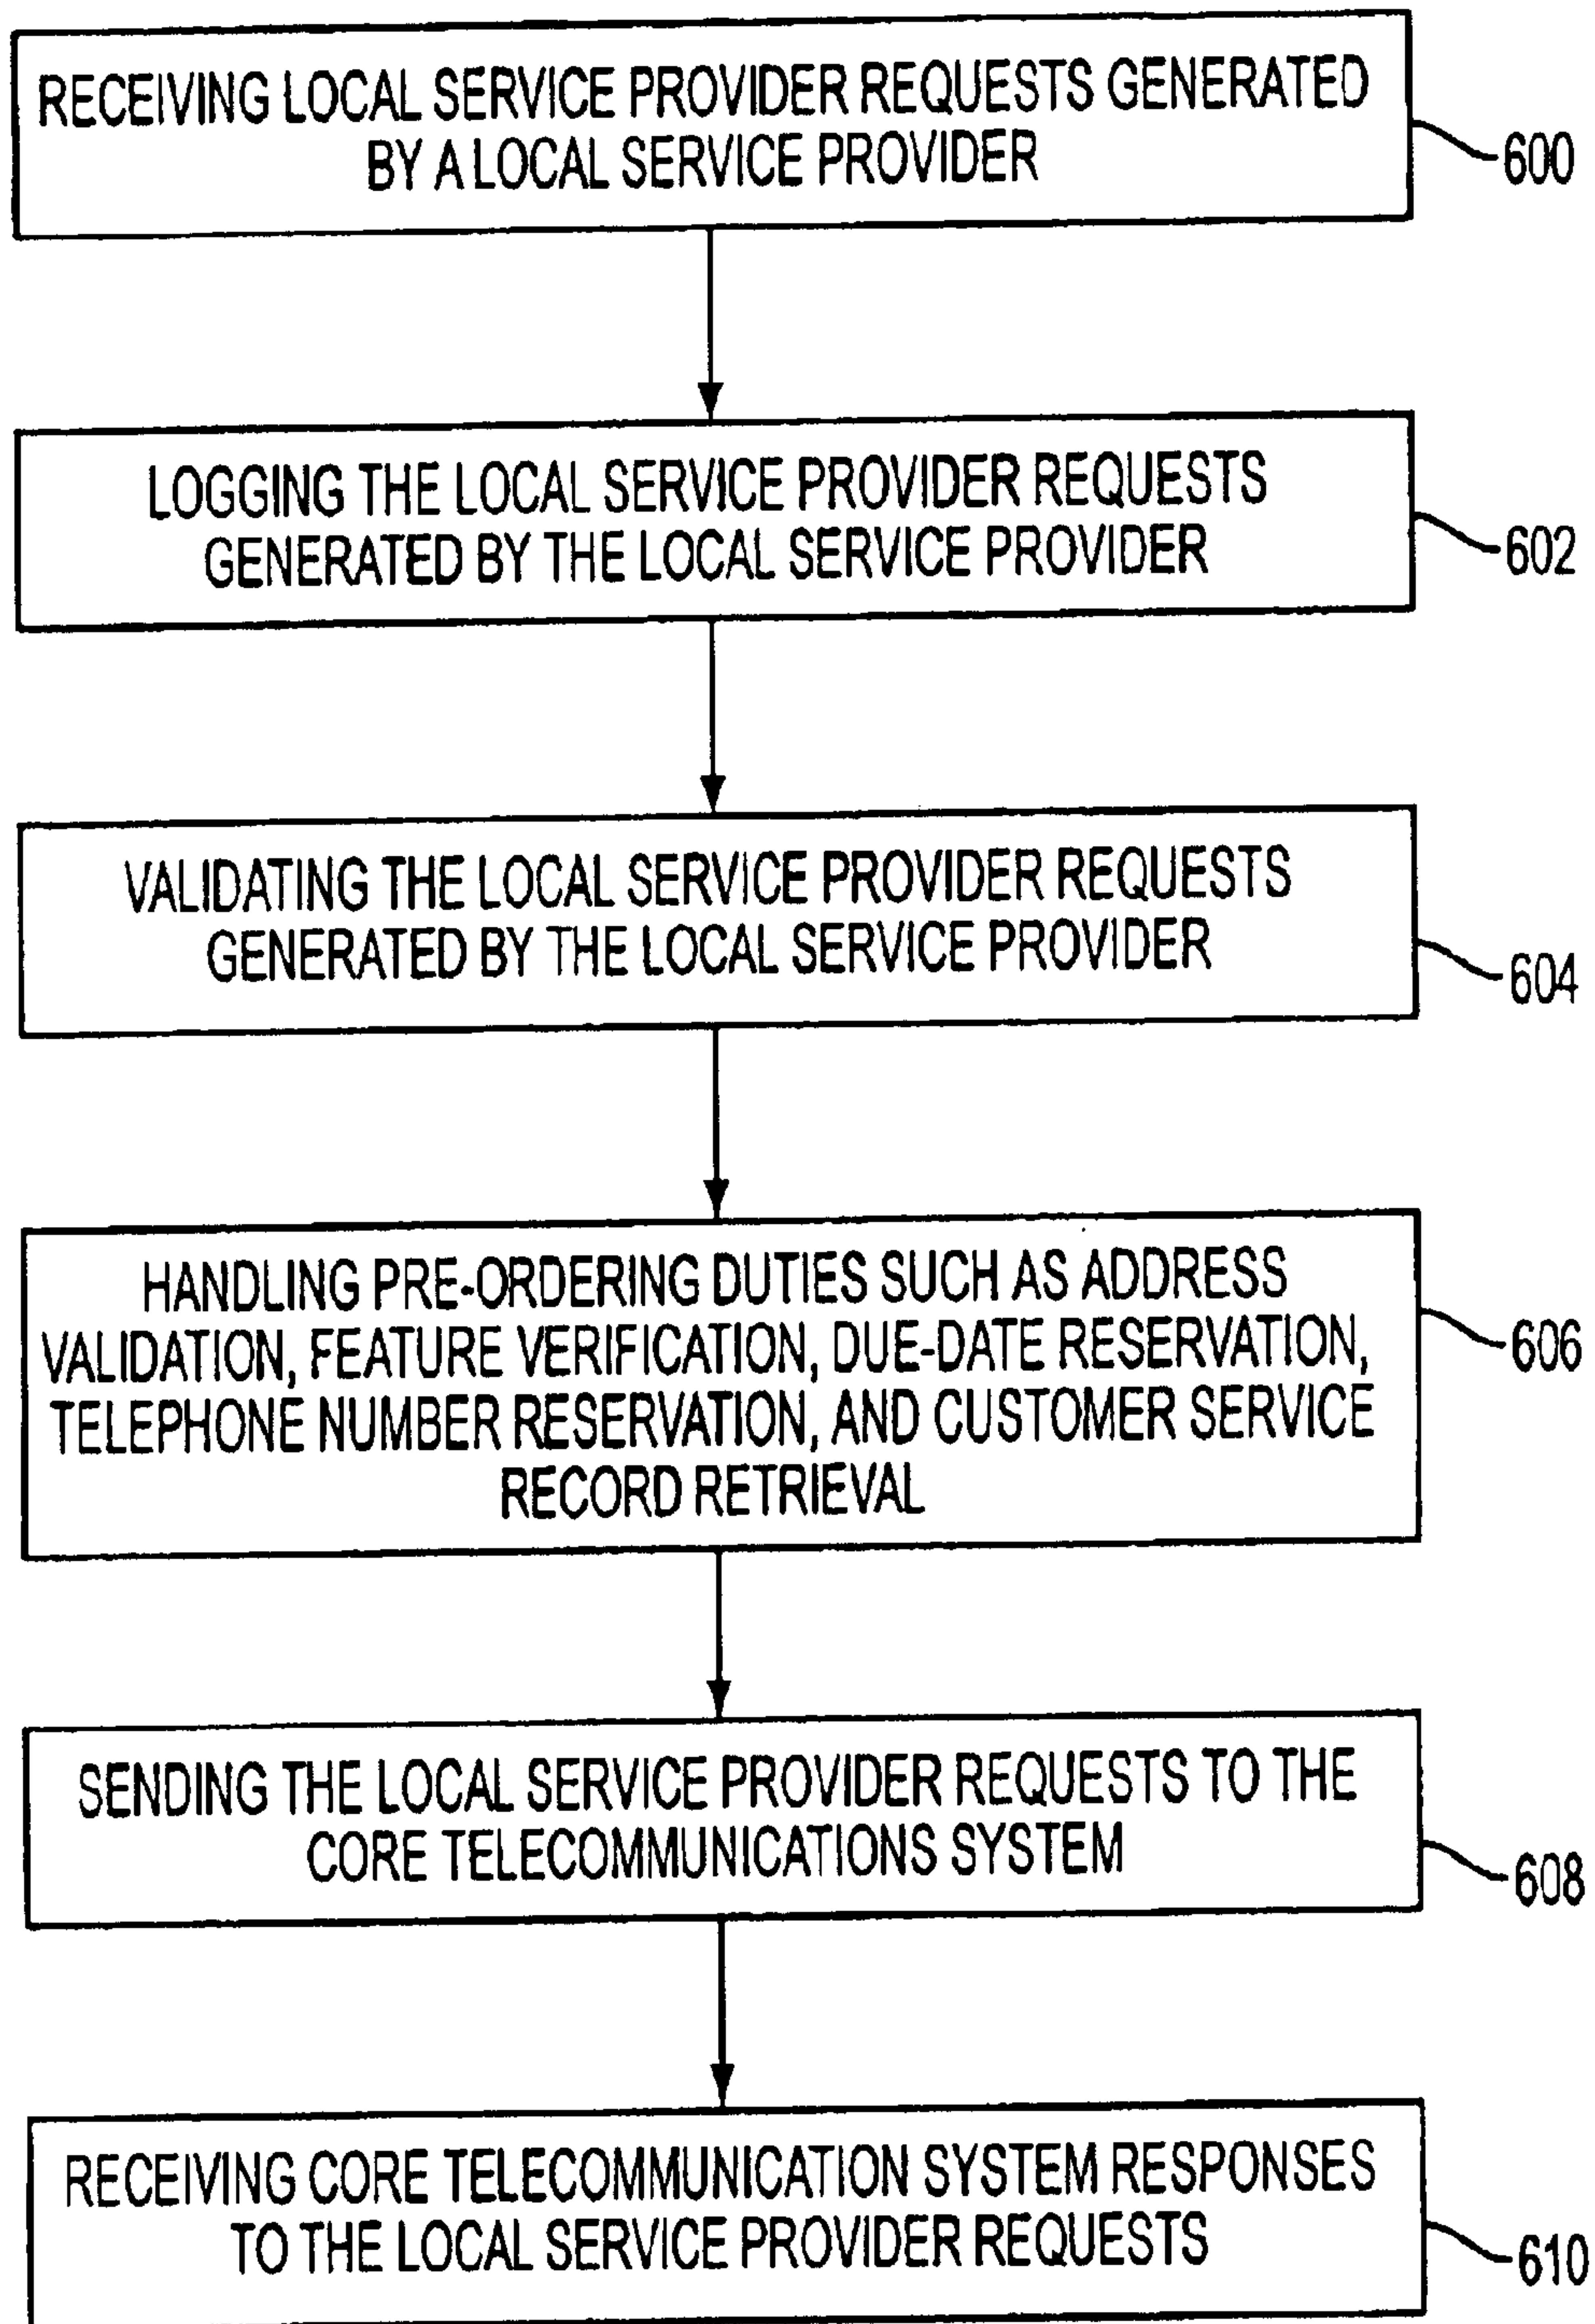 RECEIVING LOCAL SERVICE PROVIDER REQUESTS GENERATED
BY A LOCAL SERVICE PROVIDER
600
LOGGING THE LOCAL SERVICE PROVIDER REQUESTS
GENERATED BY THE LOCAL SERVICE PROVIDER
602
VALIDATING THE LOCAL SERVICE PROVIDER REQUESTS
GENERATED BY THE LOCAL SERVICE PROVIDER
604
HANDLING PRE-ORDERING DUTIES SUCH AS ADDRESS
VALIDATION, FEATURE VERIFICATION, DUE-DATE RESERVATION,
TELEPHONE NUMBER RESERVATION, AND CUSTOMER SERVICE
RECORD RETRIEVAL
606
SENDING THE LOCAL SERVICE PROVIDER REQUESTS TO THE
CORE TELECOMMUNICATIONS SYSTEM
608
RECEIVING CORE TELECOMMUNICATION SYSTEM RESPONSES
TO THE LOCAL SERVICE PROVIDER REQUESTS
610